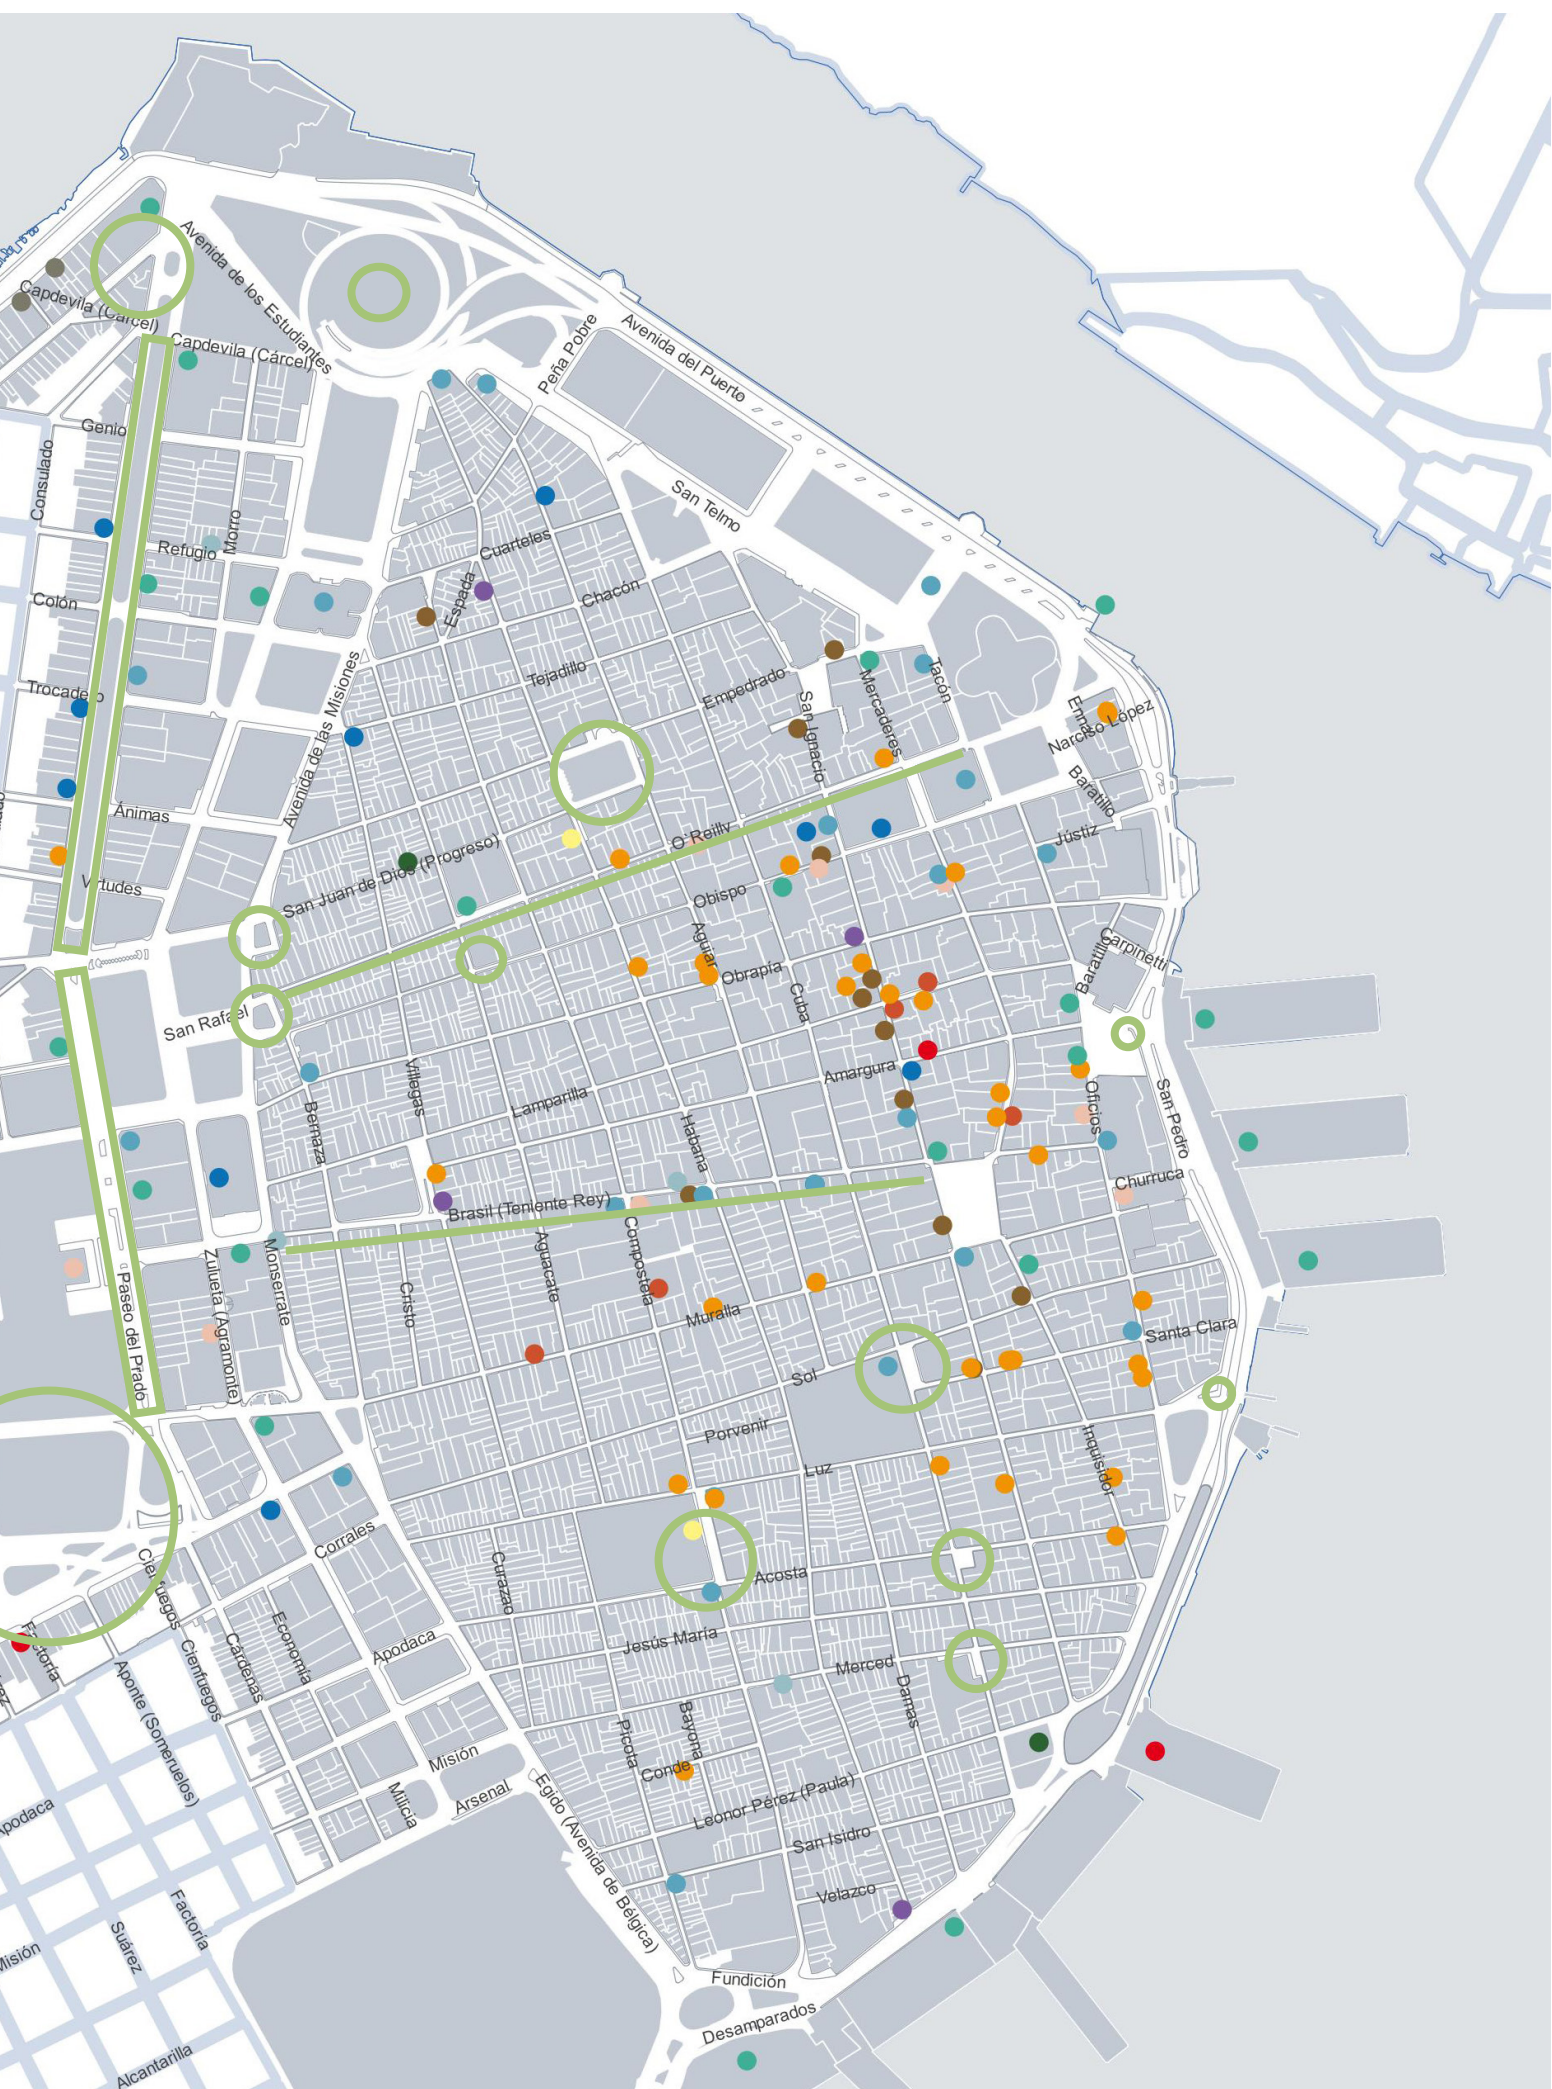 Avenida de los Estudiantes
Capdevila (Cárcel)
Capdevila (Cárcel)
Peña Pobre
Avenida del Puerto
Genio
Consulado
San Telmo
Morro
Refugio
Cuarteles
Espada
Chacón
Colón
Tejadillo
Empedrado
Mercaderes
Tacón
San Ignacio
Trocadero
Avenida de las Misiones
Enna
Narciso López
Baratillo
Ánimas
O`Reilly
Jústiz
San Juan de Dios (Progreso)
Virtudes
Obispo
Aguiar
Obrapía
Carpinetti
Baratillo
Cuba
San Rafael
Villegas
Amargura
Lamparilla
Oficios
San Pedro
Bernaza
Habana
Churruca
Brasil (Teniente Rey)
Compostela
Aguacate
Monserrate
Zulueta (Agramonte)
Cristo
Paseo del Prado
Muralla
Santa Clara
Sol
Porvenir
Luz
Inquisidor
Corrales
Cienfuegos
Curazao
Acosta
Economía
Apodaca
Jesús María
Merced
Factoría
Cárdenas
Cienfuegos
Aponte (Someruelos)
Damas
Bayona
Picota
Misión
Conde
Arsenal
Milicia
Leonor Pérez (Paula)
San Isidro
Egido (Avenida de Bélgica)
Velazco
Factoría
Suárez
Misión
Fundición
Desamparados
Alcantarilla